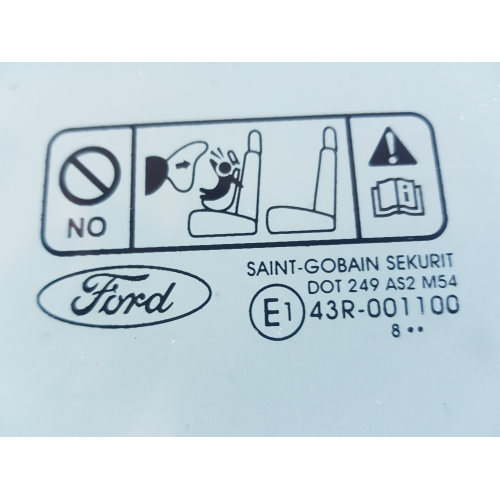 NO
Ford
SAINT-GOBAIN SEKURIT
DOT 249 AS2 M54
E1 43R-001100
8 ••